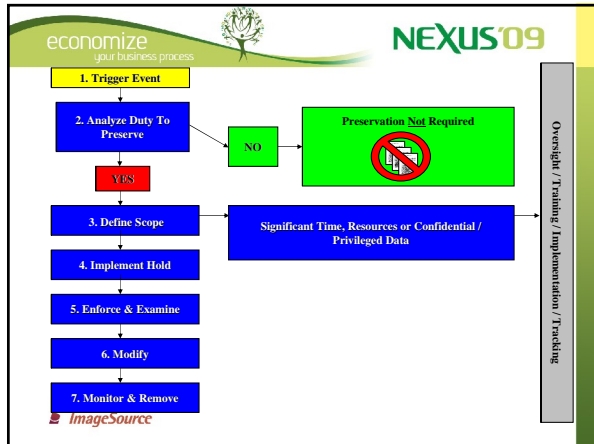 economize
your business process
NEXUS'09
1. Trigger Event
2. Analyze Duty To
Preserve
NO
Preservation Not Required
YES
3. Define Scope
Significant Time, Resources or Confidential /
Privileged Data
4. Implement Hold
5. Enforce & Examine
6. Modify
7. Monitor & Remove
Oversight / Training / Implementation / Tracking
ImageSource